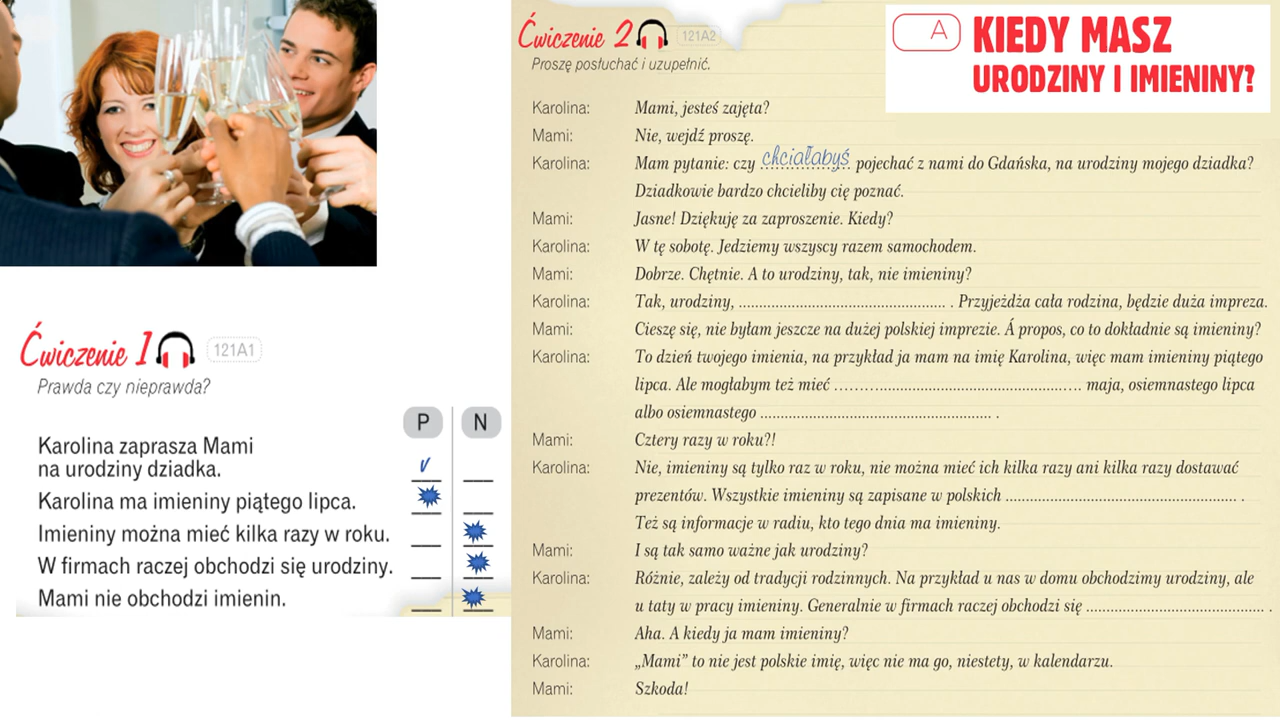 Ćwiczenie 1 121A1
Prawda czy nieprawda?
P N
Karolina zaprasza Mami
na urodziny dziadka. v
Karolina ma imieniny piątego lipca.
Imieniny można mieć kilka razy w roku.
W firmach raczej obchodzi się urodziny.
Mami nie obchodzi imienin.
Ćwiczenie 2 121A2
Proszę posłuchać i uzupełnić.
A KIEDY MASZ
URODZINY I IMIENINY?
Karolina: Mami, jesteś zajęta?
Mami: Nie, wejdź proszę.
Karolina: Mam pytanie: czy chciałabyś pojechać z nami do Gdańska, na urodziny mojego dziadka?
Dziadkowie bardzo chcieliby cię poznać.
Mami: Jasne! Dziękuję za zaproszenie. Kiedy?
Karolina: W tę sobotę. Jedziemy wszyscy razem samochodem.
Mami: Dobrze. Chętnie. A to urodziny, tak, nie imieniny?
Karolina: Tak, urodziny, ................................................ . Przyjeżdża cała rodzina, będzie duża impreza.
Mami: Cieszę się, nie byłam jeszcze na dużej polskiej imprezie. Á propos, co to dokładnie są imieniny?
Karolina: To dzień twojego imienia, na przykład ja mam na imię Karolina, więc mam imieniny piątego
lipca. Ale mogłabym też mieć ................................................ maja, osiemnastego lipca
albo osiemnastego ................................................ .
Mami: Cztery razy w roku?!
Karolina: Nie, imieniny są tylko raz w roku, nie można mieć ich kilka razy ani kilka razy dostawać
prezentów. Wszystkie imieniny są zapisane w polskich ................................................ .
Też są informacje w radiu, kto tego dnia ma imieniny.
Mami: I są tak samo ważne jak urodziny?
Karolina: Różnie, zależy od tradycji rodzinnych. Na przykład u nas w domu obchodzimy urodziny, ale
u taty w pracy imieniny. Generalnie w firmach raczej obchodzi się ................................................ .
Mami: Aha. A kiedy ja mam imieniny?
Karolina: „Mami” to nie jest polskie imię, więc nie ma go, niestety, w kalendarzu.
Mami: Szkoda!